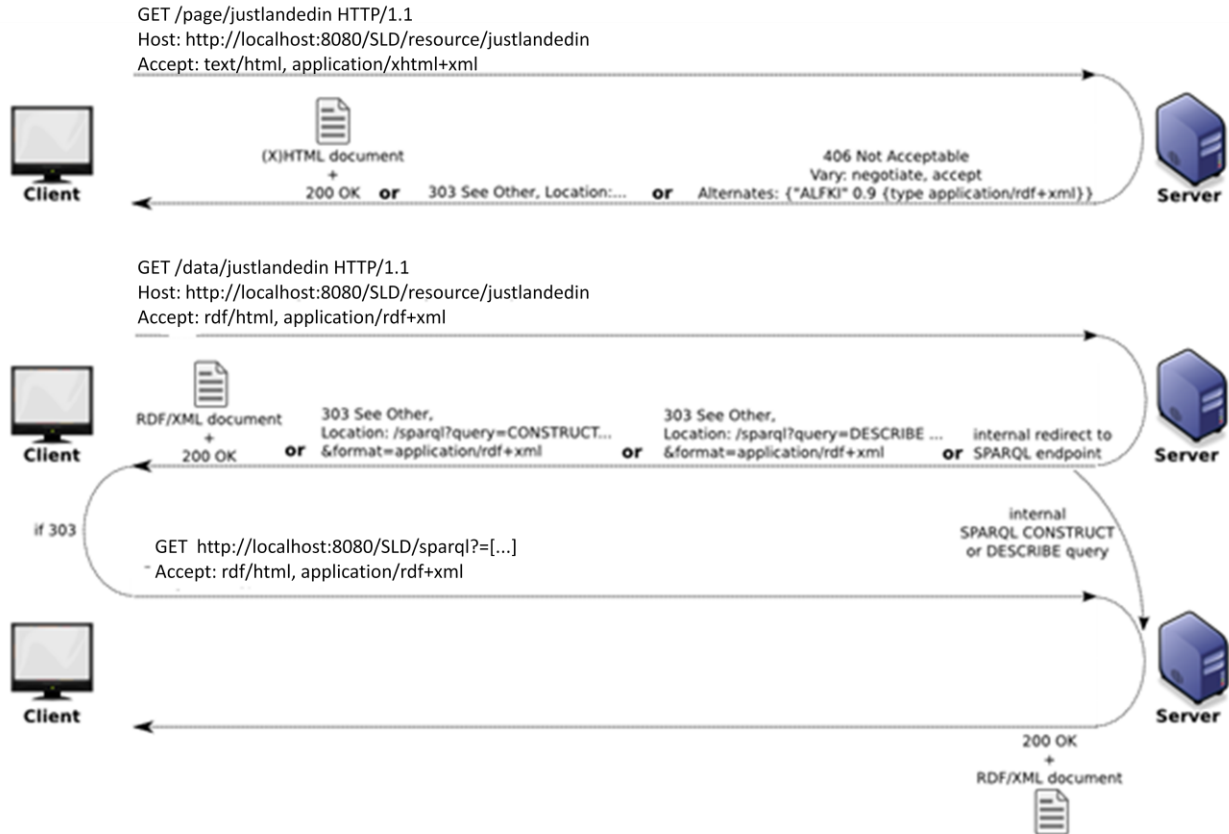 GET /page/justlandedin HTTP/1.1
Host: http://localhost:8080/SLD/resource/justlandedin
Accept: text/html, application/xhtml+xml
Client
(X)HTML document
+
200 OK
or
303 See Other, Location:...
or
406 Not Acceptable
Vary: negotiate, accept
Alternates: {"ALFKI" 0.9 {type application/rdf+xml}}
Server
GET /data/justlandedin HTTP/1.1
Host: http://localhost:8080/SLD/resource/justlandedin
Accept: rdf/html, application/rdf+xml
Client
RDF/XML document
+
200 OK
or
303 See Other,
Location: /sparql?query=CONSTRUCT...
&format=application/rdf+xml
or
303 See Other,
Location: /sparql?query=DESCRIBE ...
&format=application/rdf+xml
or
internal redirect to
SPARQL endpoint
Server
if 303
internal
SPARQL CONSTRUCT
or DESCRIBE query
GET http://localhost:8080/SLD/sparql?=[...]
Accept: rdf/html, application/rdf+xml
Client
Server
200 OK
+
RDF/XML document